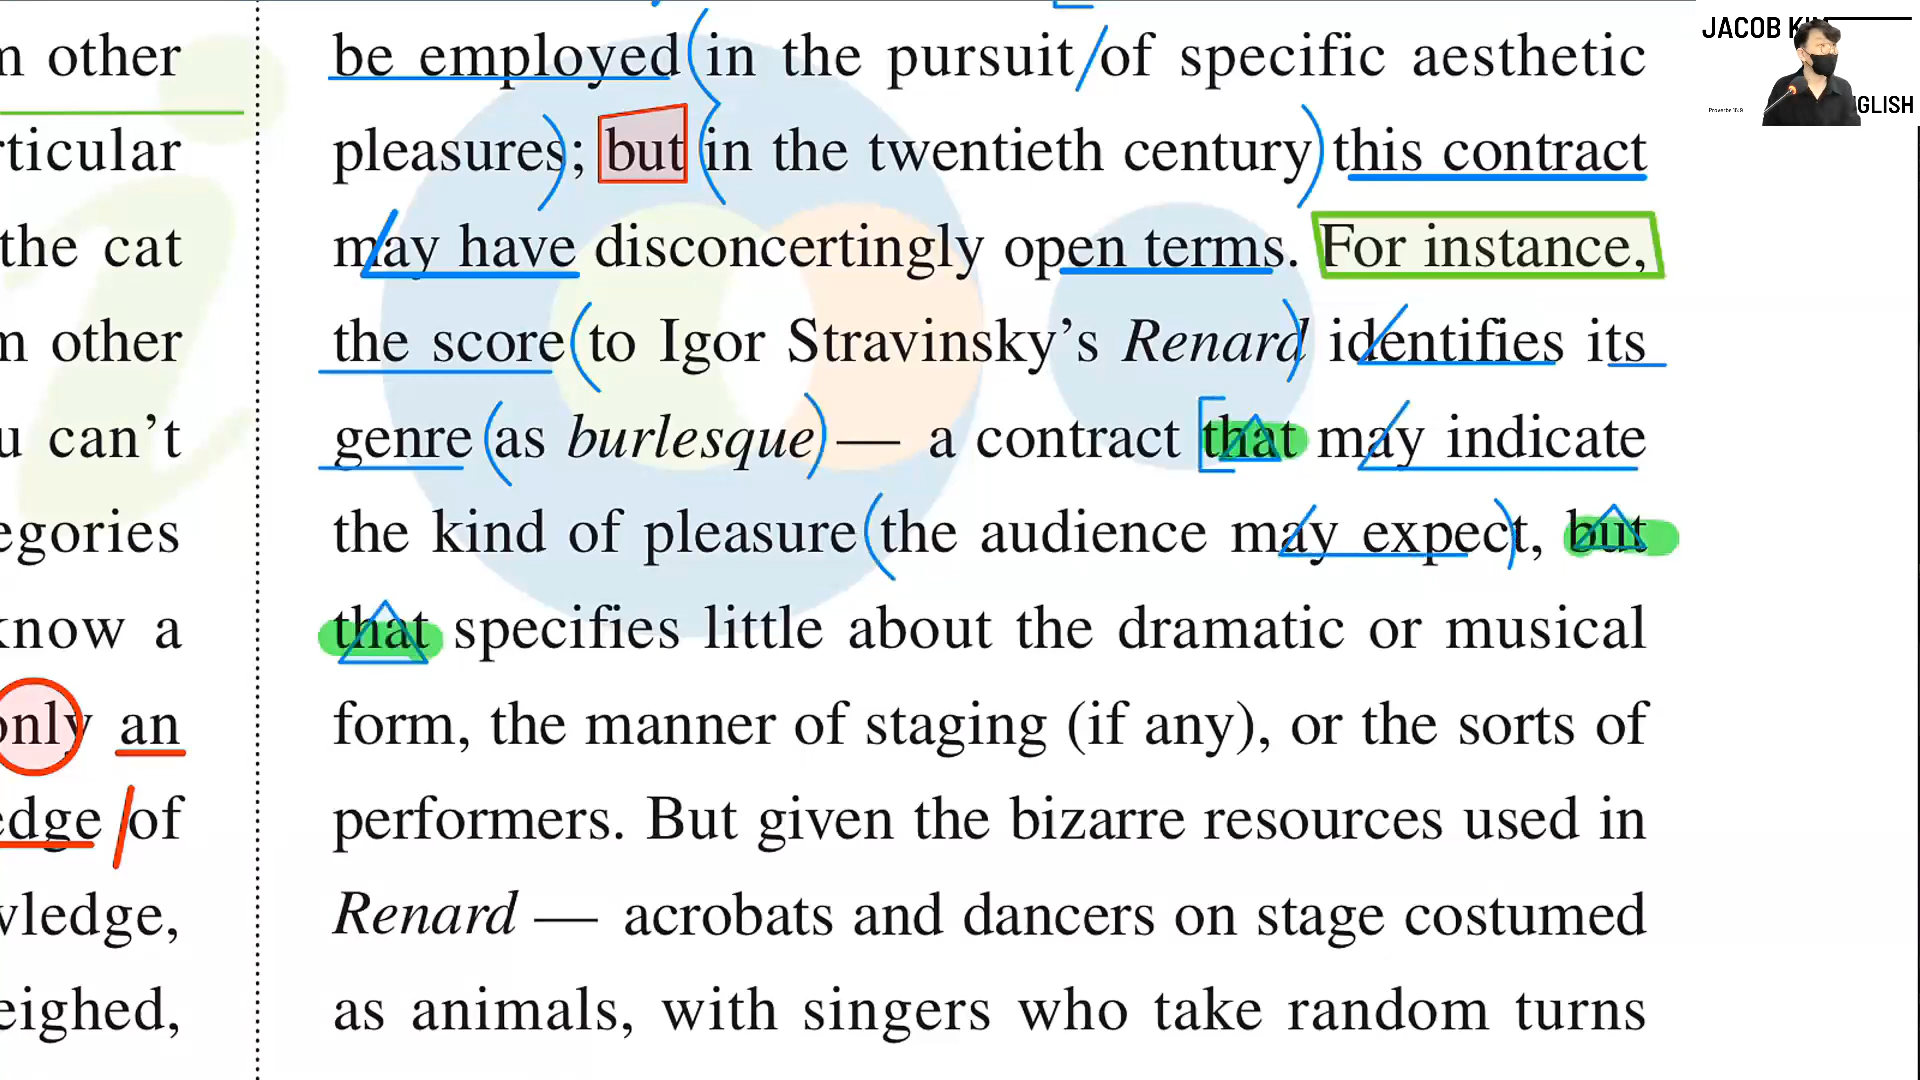 JACOB
GLISH
Proverbs 16:9
other
rticular
the cat
other
can't
egories
know a
only an
edge of
wledge,
eighed,
be employed in the pursuit of specific aesthetic
pleasures; but in the twentieth century this contract
may have disconcertingly open terms. For instance,
the score to Igor Stravinsky's Renard identifies its
genre as burlesque — a contract that may indicate
the kind of pleasure the audience may expect, but
that specifies little about the dramatic or musical
form, the manner of staging (if any), or the sorts of
performers. But given the bizarre resources used in
Renard — acrobats and dancers on stage costumed
as animals, with singers who take random turns